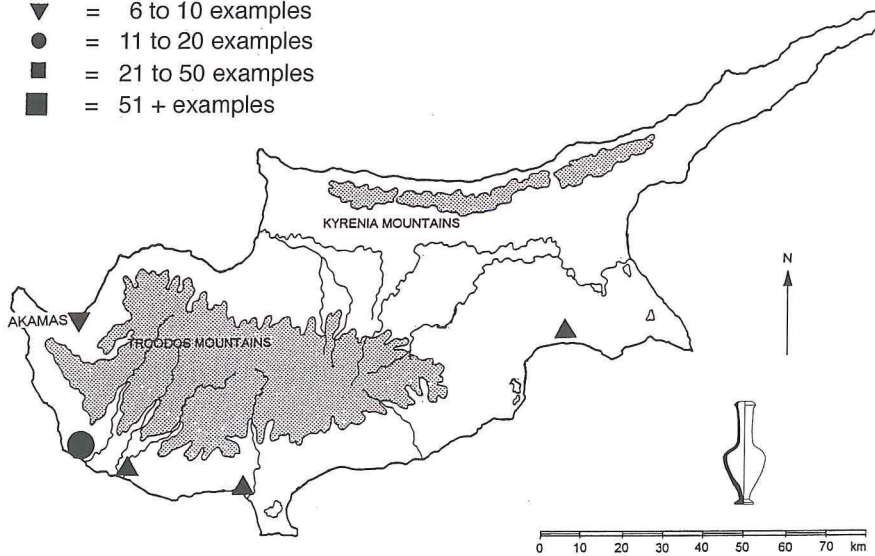 = 6 to 10 examples
= 11 to 20 examples
= 21 to 50 examples
= 51 + examples
KYRENIA MOUNTAINS
N
AKAMAS
TROODOS MOUNTAINS
0 10 20 30 40 50 60 70 80 km